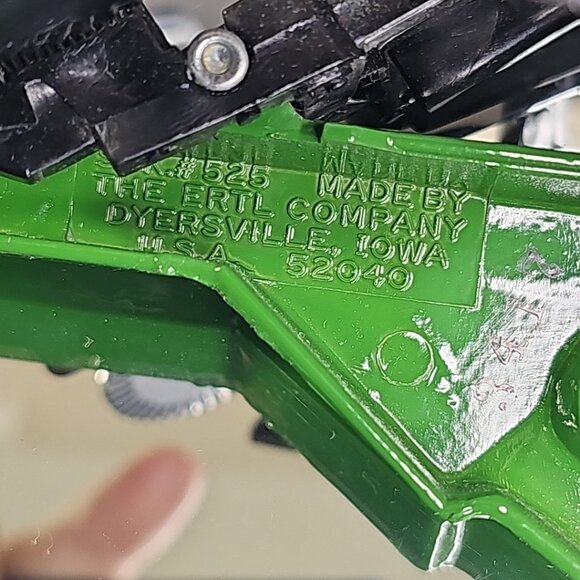 #525 MADE BY
THE ERTL COMPANY
DYERSVILLE, IOWA
U.S.A. 52040